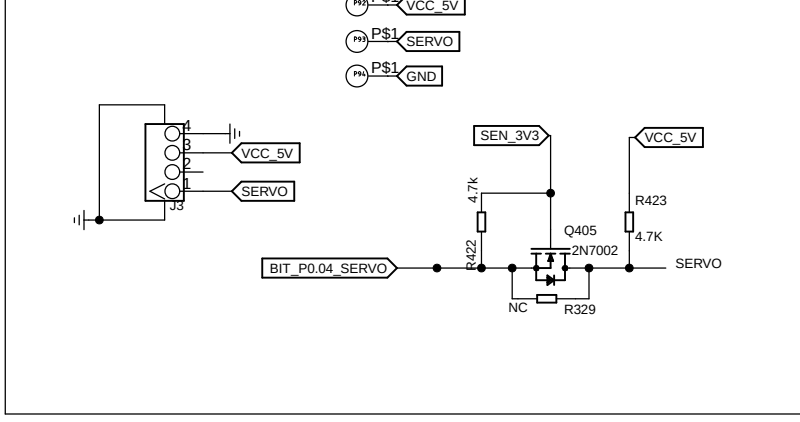 P92 P$1 VCC_5V
P93 P$1 SERVO
P94 P$1 GND
4
3 VCC_5V
2
1 SERVO
J3
SEN_3V3
VCC_5V
4.7k
R422
R423
4.7K
Q405
2N7002
BIT_P0.04_SERVO
SERVO
NC
R329